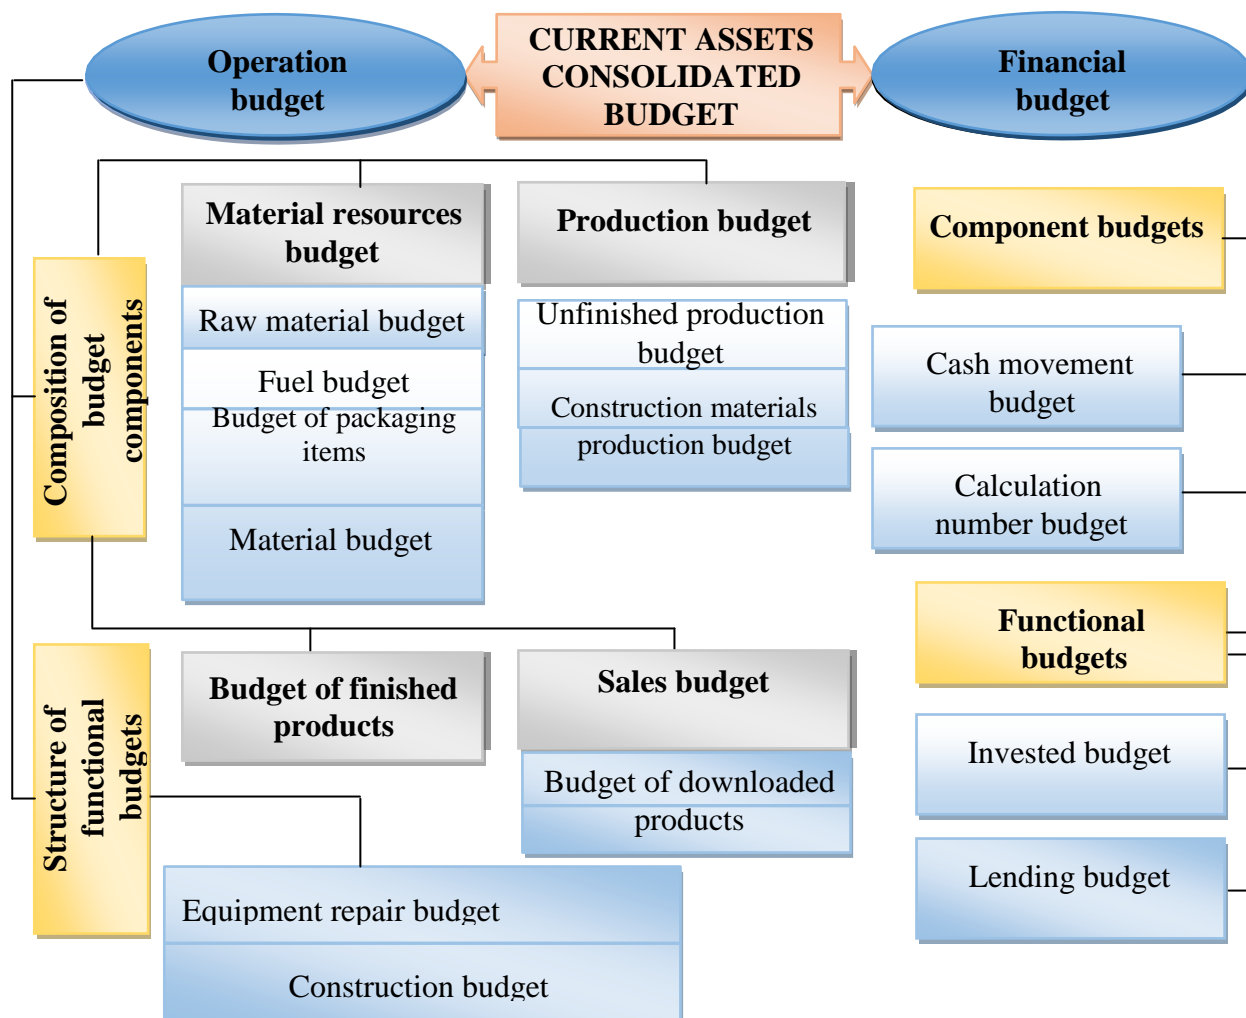 Operation
budget
CURRENT ASSETS
CONSOLIDATED
BUDGET
Financial
budget
Composition of
budget
components
Material resources
budget
Raw material budget
Fuel budget
Budget of packaging
items
Material budget
Production budget
Unfinished production
budget
Construction materials
production budget
Component budgets
Cash movement
budget
Calculation
number budget
Structure of
functional
budgets
Budget of finished
products
Sales budget
Budget of downloaded
products
Equipment repair budget
Construction budget
Functional
budgets
Invested budget
Lending budget